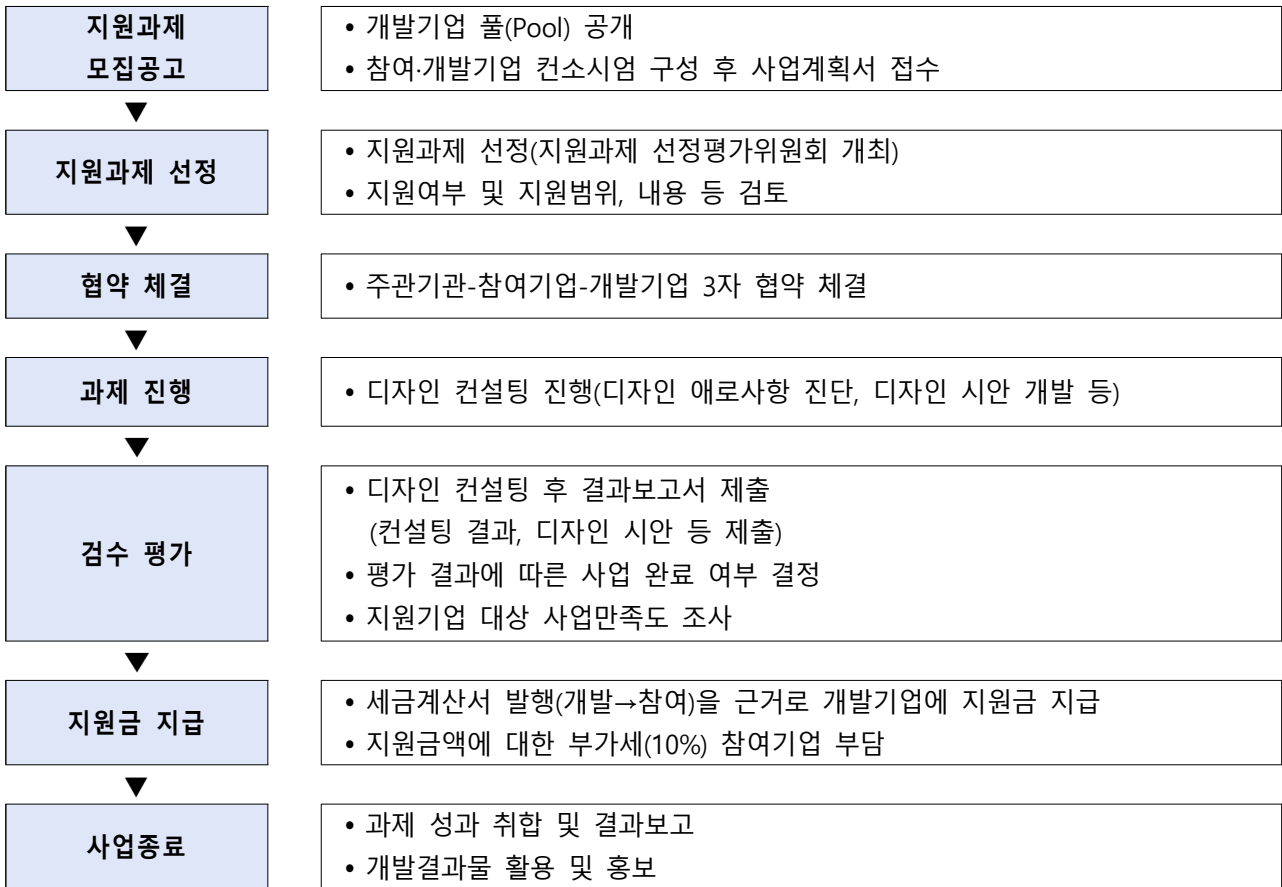 지원과제
모집공고
• 개발기업 풀(Pool) 공개
• 참여·개발기업 컨소시엄 구성 후 사업계획서 접수
▼
지원과제 선정
• 지원과제 선정(지원과제 선정평가위원회 개최)
• 지원여부 및 지원범위, 내용 등 검토
▼
협약 체결
• 주관기관-참여기업-개발기업 3자 협약 체결
▼
과제 진행
• 디자인 컨설팅 진행(디자인 애로사항 진단, 디자인 시안 개발 등)
▼
검수 평가
• 디자인 컨설팅 후 결과보고서 제출
(컨설팅 결과, 디자인 시안 등 제출)
• 평가 결과에 따른 사업 완료 여부 결정
• 지원기업 대상 사업만족도 조사
▼
지원금 지급
• 세금계산서 발행(개발→참여)을 근거로 개발기업에 지원금 지급
• 지원금액에 대한 부가세(10%) 참여기업 부담
▼
사업종료
• 과제 성과 취합 및 결과보고
• 개발결과물 활용 및 홍보